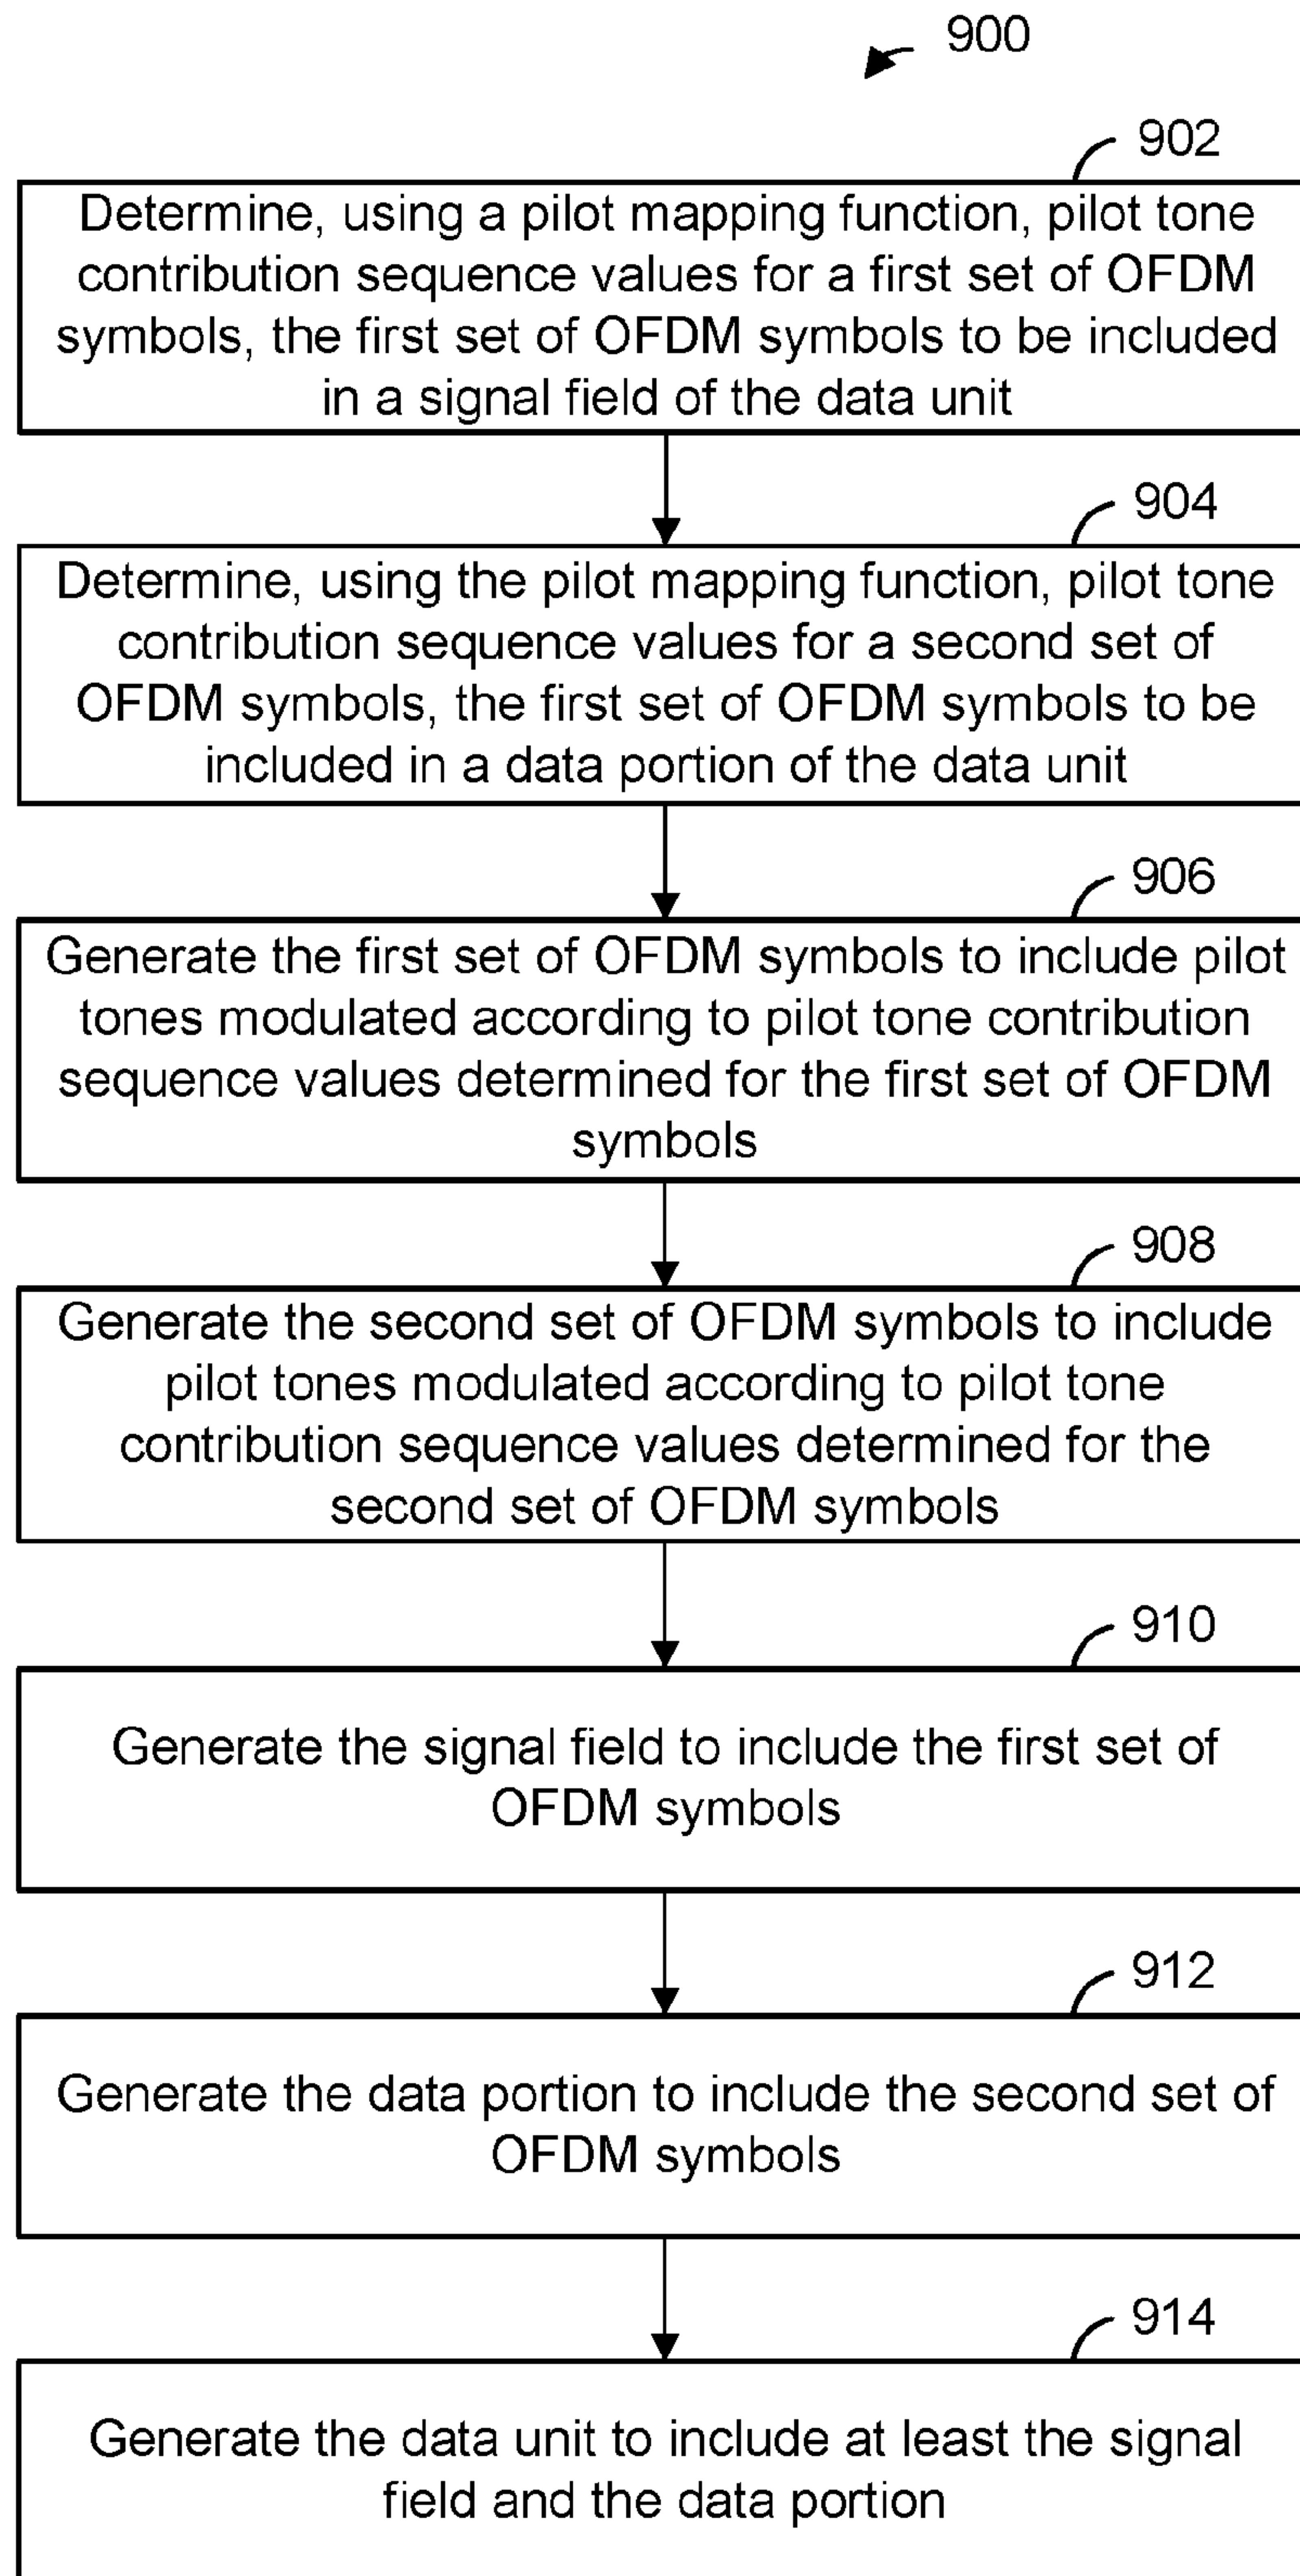 900
902
Determine, using a pilot mapping function, pilot tone
contribution sequence values for a first set of OFDM
symbols, the first set of OFDM symbols to be included
in a signal field of the data unit
904
Determine, using the pilot mapping function, pilot tone
contribution sequence values for a second set of
OFDM symbols, the first set of OFDM symbols to be
included in a data portion of the data unit
906
Generate the first set of OFDM symbols to include pilot
tones modulated according to pilot tone contribution
sequence values determined for the first set of OFDM
symbols
908
Generate the second set of OFDM symbols to include
pilot tones modulated according to pilot tone
contribution sequence values determined for the
second set of OFDM symbols
910
Generate the signal field to include the first set of
OFDM symbols
912
Generate the data portion to include the second set of
OFDM symbols
914
Generate the data unit to include at least the signal
field and the data portion